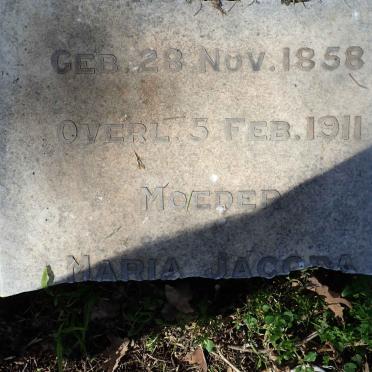 GEB. 28 NOV. 1858
OVERL. 5 FEB. 1911
MOEDER
MARIA JACOBA